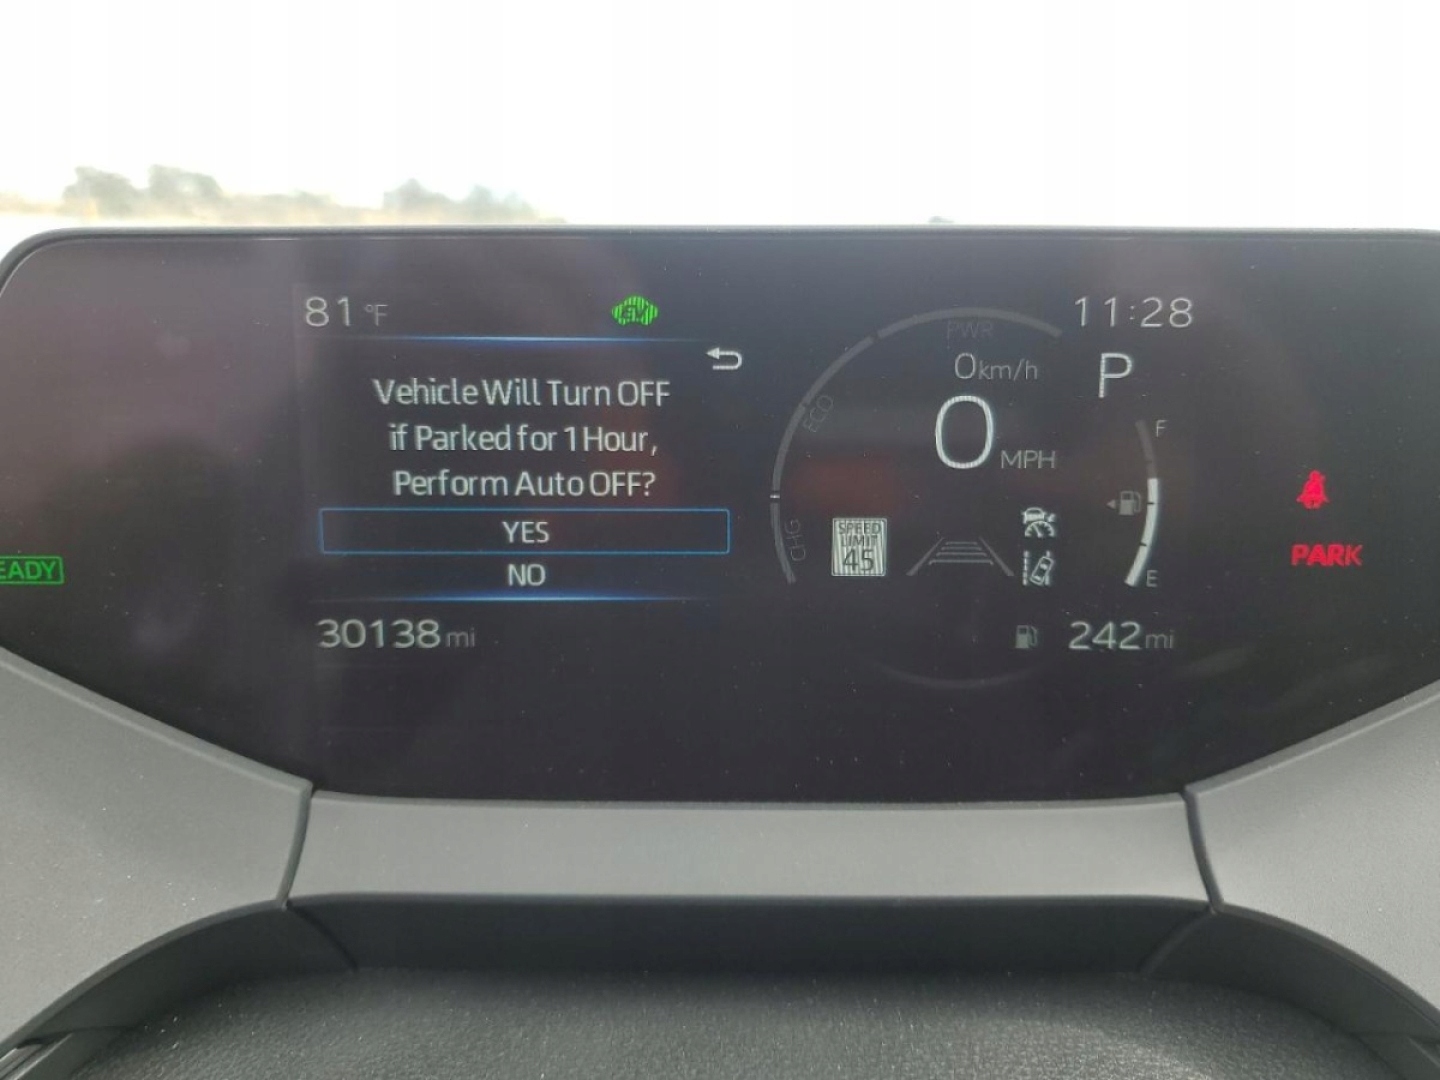 81 °F
EV
11:28
Vehicle Will Turn OFF
if Parked for 1 Hour,
Perform Auto OFF?
YES
NO
30138 mi
PWR
ECO
CHG
0 km/h
0 MPH
P
SPEED
LIMIT
45
F
E
242 mi
EADY
PARK